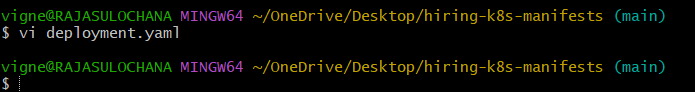 vigne@RAJASULOCHANA MINGW64 ~/OneDrive/Desktop/hiring-k8s-manifests (main)
$ vi deployment.yaml
vigne@RAJASULOCHANA MINGW64 ~/OneDrive/Desktop/hiring-k8s-manifests (main)
$